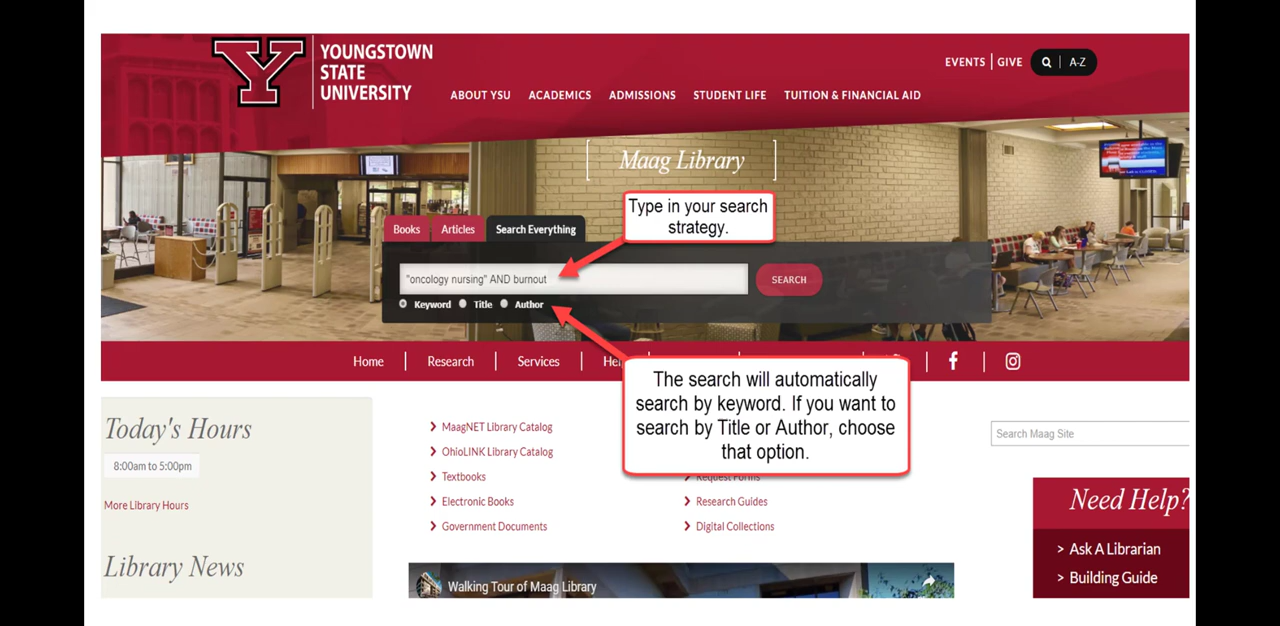 YOUNGSTOWN
STATE
UNIVERSITY
EVENTS
GIVE
A-Z
ABOUT YSU
ACADEMICS
ADMISSIONS
STUDENT LIFE
TUITION & FINANCIAL AID
Maag Library
Type in your search
strategy.
Books
Articles
Search Everything
"oncology nursing" AND burnout
SEARCH
Keyword
Title
Author
Home
Research
Services
The search will automatically
search by keyword. If you want to
search by Title or Author, choose
that option.
Today's Hours
8:00am to 5:00pm
More Library Hours
Library News
MaagNET Library Catalog
OhioLINK Library Catalog
Textbooks
Electronic Books
Government Documents
Request Forms
Research Guides
Digital Collections
Search Maag Site
Need Help?
> Ask A Librarian
> Building Guide
Walking Tour of Maag Library